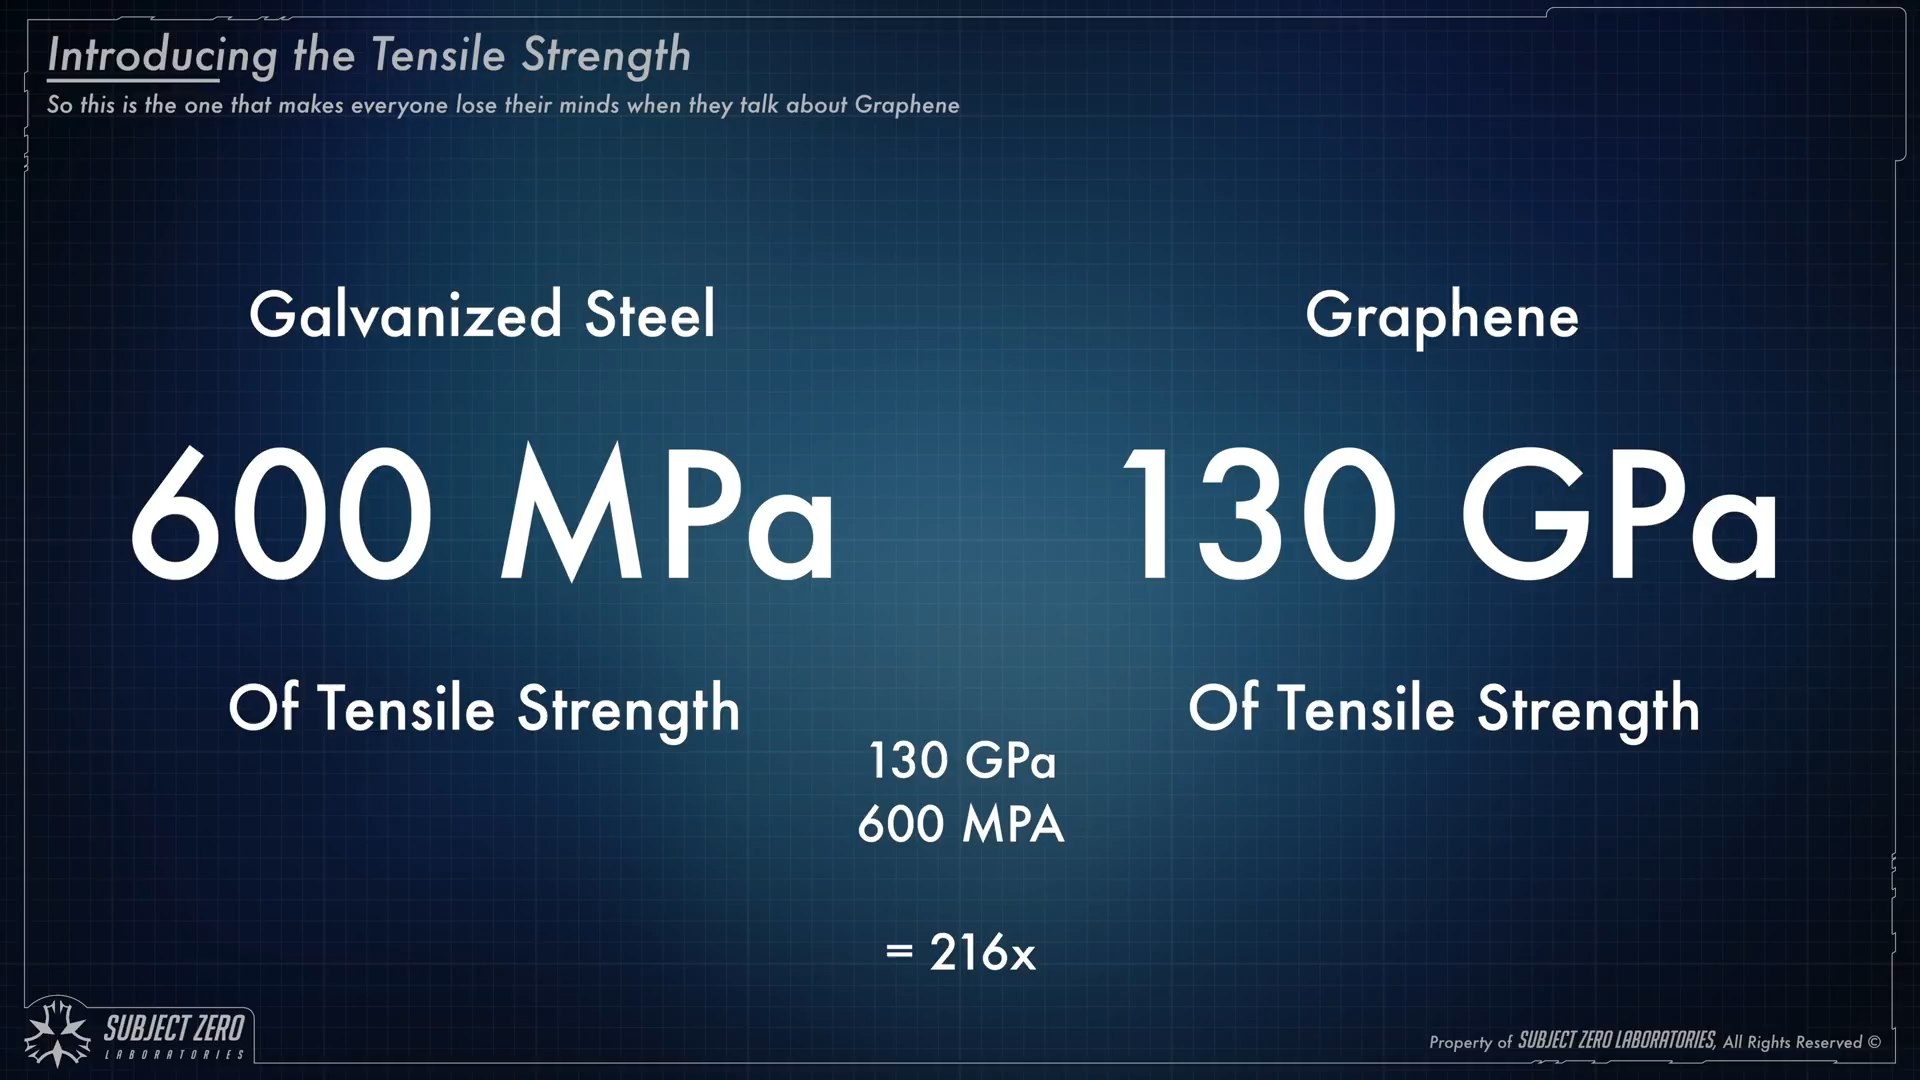 Introducing the Tensile Strength
So this is the one that makes everyone lose their minds when they talk about Graphene
Galvanized Steel
600 MPa
Of Tensile Strength
Graphene
130 GPa
Of Tensile Strength
130 GPa
600 MPA
= 216x
SUBJECT ZERO
LABORATORIES
Property of SUBJECT ZERO LABORATORIES, All Rights Reserved ©